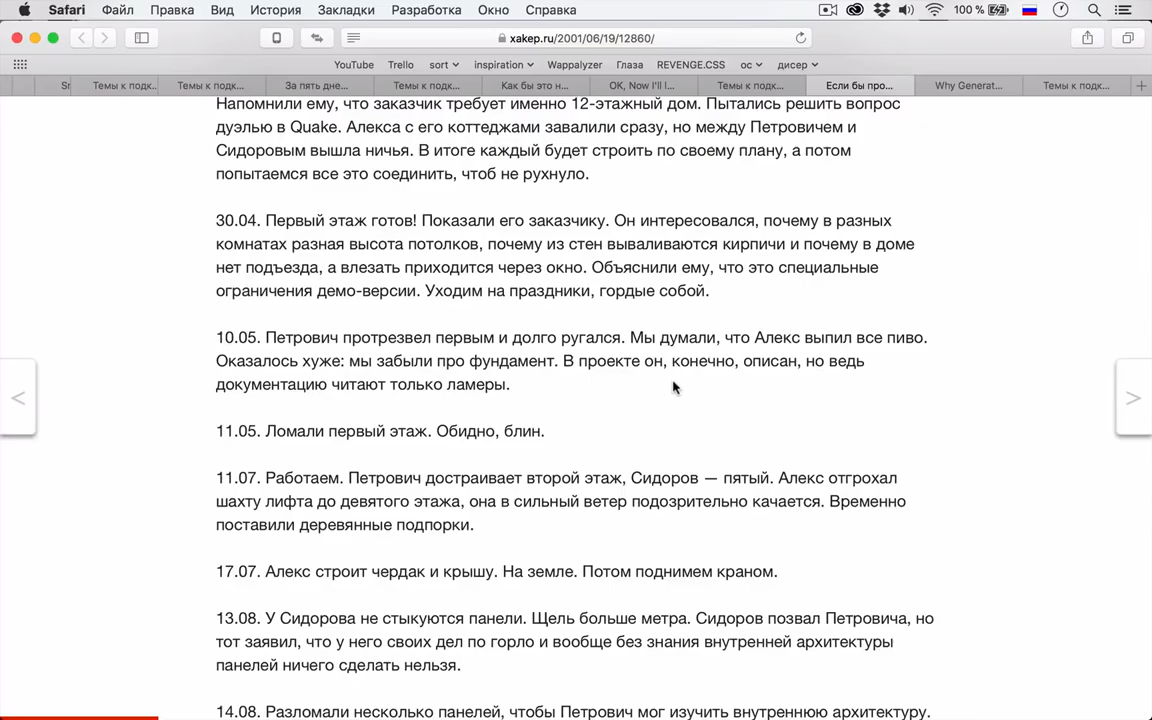 Safari Файл Правка Вид История Закладки Разработка Окно Справка 100 %
xakep.ru/2001/06/19/12860/
YouTube Trello sort inspiration Wappalyzer Глаза REVENGE.CSS ос дисер
Sr Темы к подк... Темы к подк... За пять дне... Темы к подк... Как бы это н... OK, Now I'll l... Темы к подк... Если бы про... Why Generat... Темы к подк...
Напомнили ему, что заказчик требует именно 12-этажный дом. Пытались решить вопрос
дуэлью в Quake. Алекса с его коттеджами завалили сразу, но между Петровичем и
Сидоровым вышла ничья. В итоге каждый будет строить по своему плану, а потом
попытаемся все это соединить, чтоб не рухнуло.
30.04. Первый этаж готов! Показали его заказчику. Он интересовался, почему в разных
комнатах разная высота потолков, почему из стен вываливаются кирпичи и почему в доме
нет подъезда, а влезать приходится через окно. Объяснили ему, что это специальные
ограничения демо-версии. Уходим на праздники, гордые собой.
10.05. Петрович протрезвел первым и долго ругался. Мы думали, что Алекс выпил все пиво.
Оказалось хуже: мы забыли про фундамент. В проекте он, конечно, описан, но ведь
документацию читают только ламеры.
11.05. Ломали первый этаж. Обидно, блин.
11.07. Работаем. Петрович достраивает второй этаж, Сидоров — пятый. Алекс отгрохал
шахту лифта до девятого этажа, она в сильный ветер подозрительно качается. Временно
поставили деревянные подпорки.
17.07. Алекс строит чердак и крышу. На земле. Потом поднимем краном.
13.08. У Сидорова не стыкуются панели. Щель больше метра. Сидоров позвал Петровича, но
тот заявил, что у него своих дел по горло и вообще без знания внутренней архитектуры
панелей ничего сделать нельзя.
14.08. Разломали несколько панелей, чтобы Петрович мог изучить внутреннюю архитектуру.